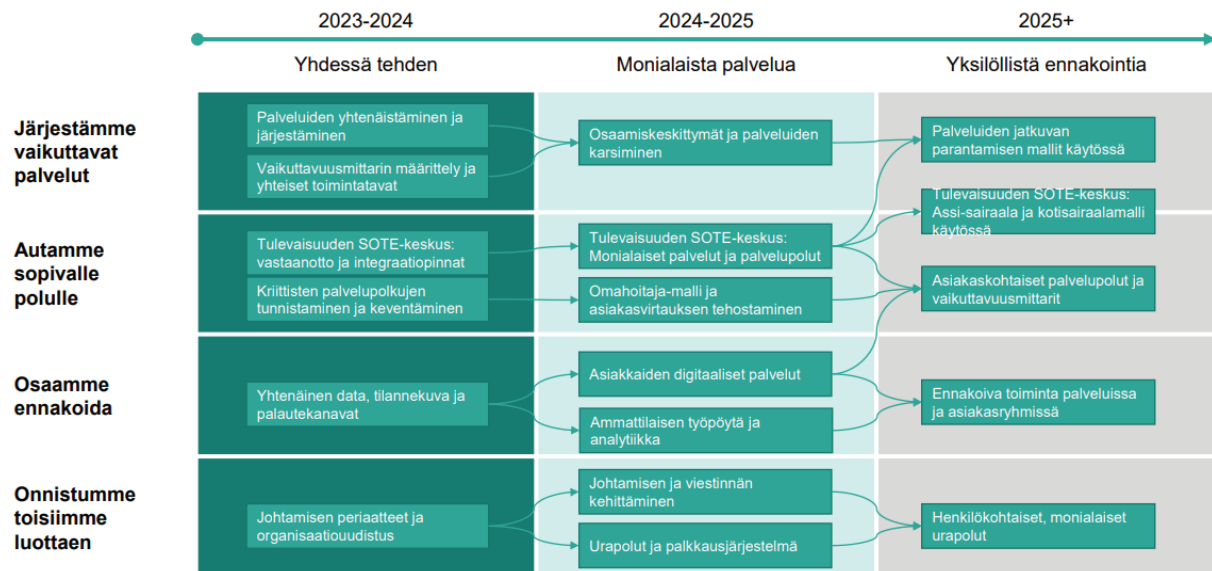 2023-2024
2024-2025
2025+
Yhdessä tehden
Monialaista palvelua
Yksilöllistä ennakointia
Järjestämme
vaikuttavat
palvelut
Palveluiden yhtenäistäminen ja
järjestäminen
Vaikuttavuusmittarin määrittely ja
yhteiset toimintatavat
Osaamiskeskittymät ja palveluiden
karsiminen
Palveluiden jatkuvan
parantamisen mallit käytössä
Tulevaisuuden SOTE-keskus:
Assi-sairaala ja kotisairaalamalli
käytössä
Autamme
sopivalle
polulle
Tulevaisuuden SOTE-keskus:
vastaanotto ja integraatiopinnat
Kriittisten palvelupolkujen
tunnistaminen ja keventäminen
Tulevaisuuden SOTE-keskus:
Monialaiset palvelut ja palvelupolut
Omahoitaja-malli ja
asiakasvirtauksen tehostaminen
Asiakaskohtaiset palvelupolut ja
vaikuttavuusmittarit
Osaamme
ennakoida
Yhtenäinen data, tilannekuva ja
palautekanavat
Asiakkaiden digitaaliset palvelut
Ammattilaisen työpöytä ja
analytiikka
Ennakoiva toiminta palveluissa
ja asiakasryhmissä
Onnistumme
toisiimme
luottaen
Johtamisen periaatteet ja
organisaatiouudistus
Johtamisen ja viestinnän
kehittäminen
Urapolut ja palkkausjärjestelmä
Henkilökohtaiset, monialaiset
urapolut